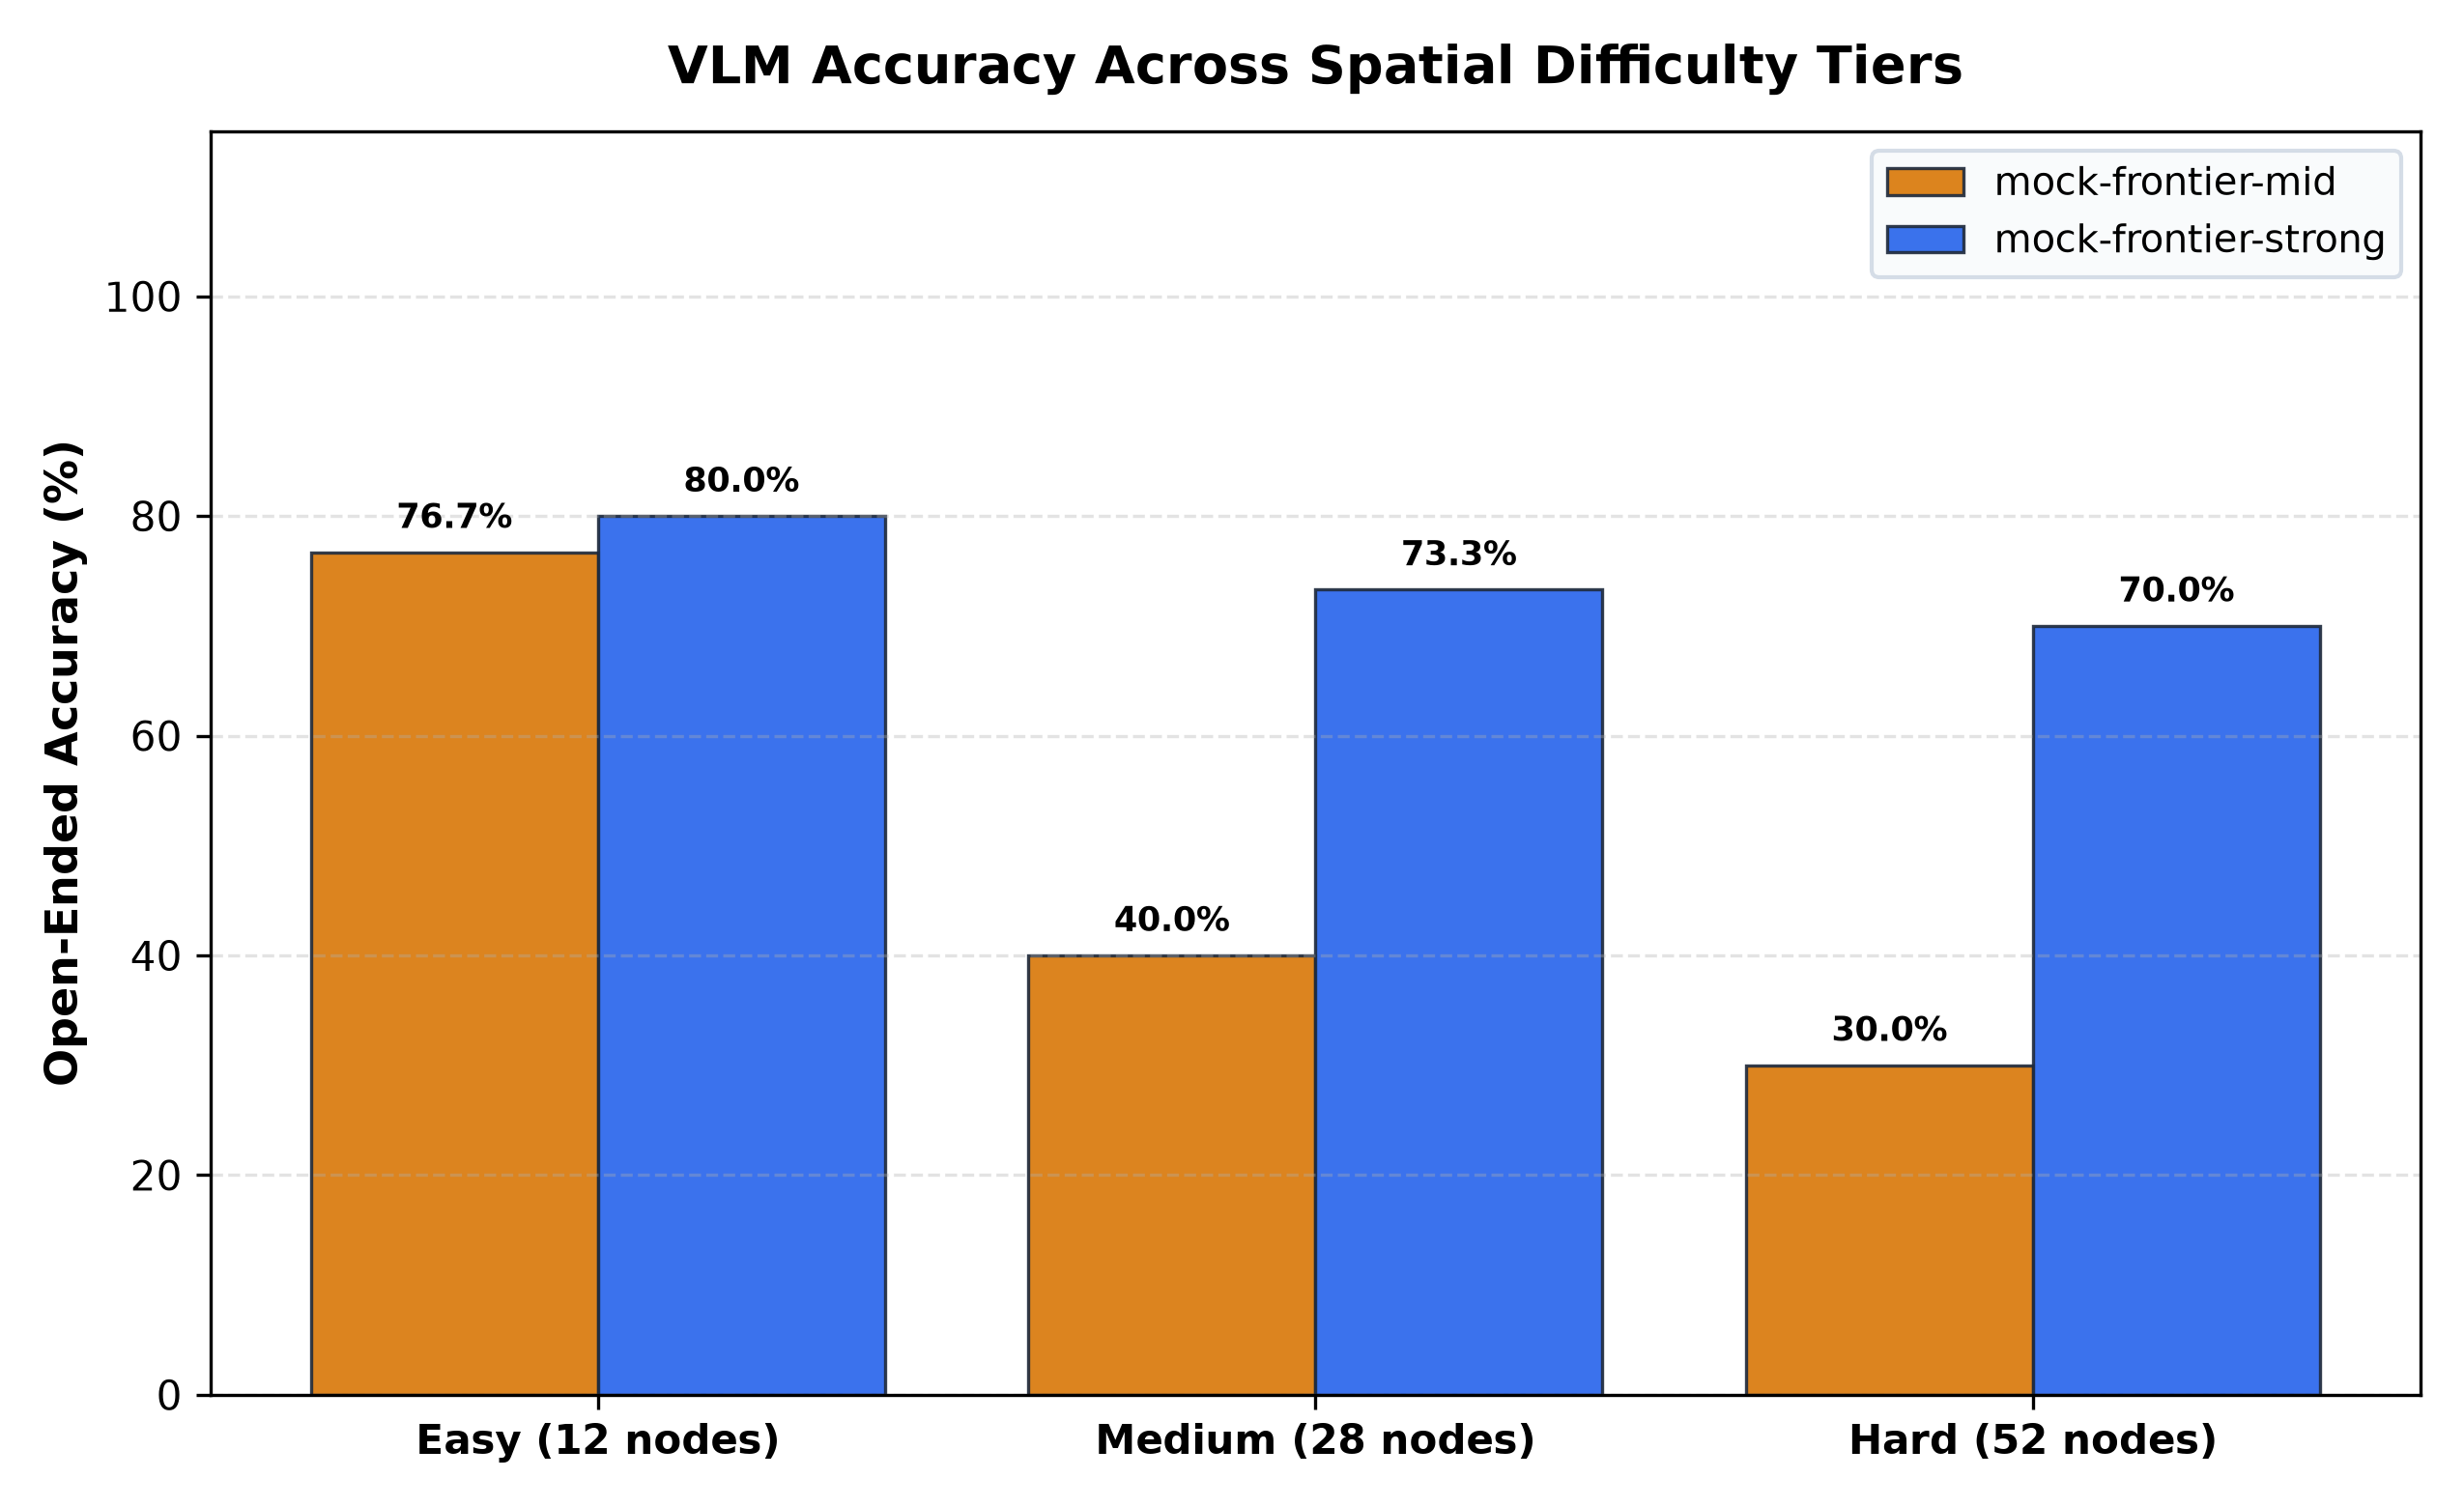 VLM Accuracy Across Spatial Difficulty Tiers
mock-frontier-mid
mock-frontier-strong
Open-Ended Accuracy (%)
100
80
60
40
20
0
76.7%
80.0%
40.0%
73.3%
30.0%
70.0%
Easy (12 nodes)
Medium (28 nodes)
Hard (52 nodes)